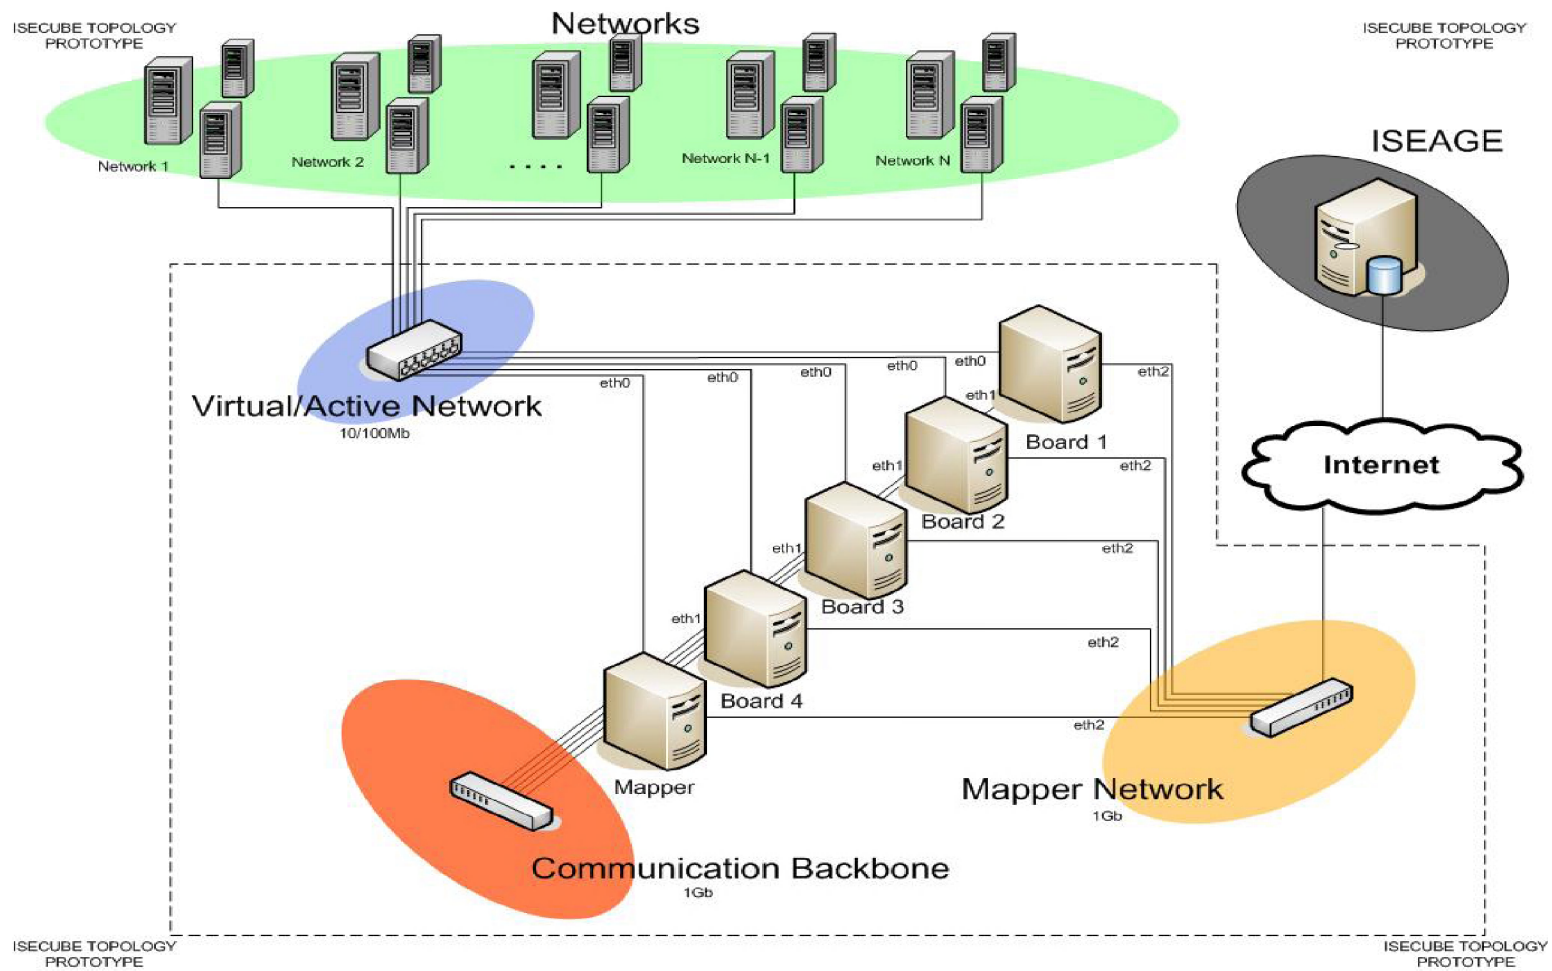 ISECUBE TOPOLOGY
PROTOTYPE
Networks
ISECUBE TOPOLOGY
PROTOTYPE
Network 1
Network 2
. . . .
Network N-1
Network N
ISEAGE
Virtual/Active Network
10/100Mb
eth0
eth0
eth0
eth0
eth0
eth2
eth1
Board 1
eth1
eth2
Board 2
Internet
eth1
eth2
Board 3
eth1
eth2
Board 4
eth2
Mapper
Mapper Network
1Gb
Communication Backbone
1Gb
ISECUBE TOPOLOGY
PROTOTYPE
ISECUBE TOPOLOGY
PROTOTYPE